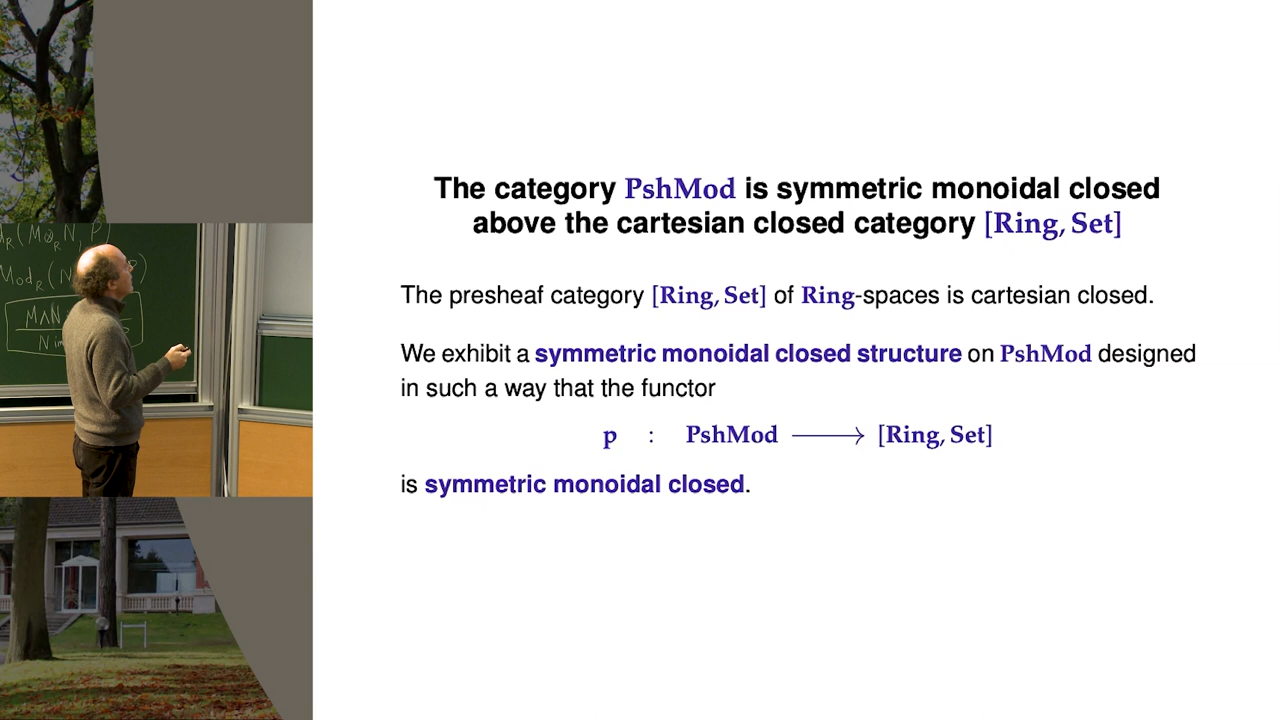 The category PshMod is symmetric monoidal closed
above the cartesian closed category [Ring, Set]
The presheaf category [Ring, Set] of Ring-spaces is cartesian closed.
We exhibit a symmetric monoidal closed structure on PshMod designed
in such a way that the functor
p : PshMod ⟶ [Ring, Set]
is symmetric monoidal closed.
(M⊗_R N, P)
Mod_R(N